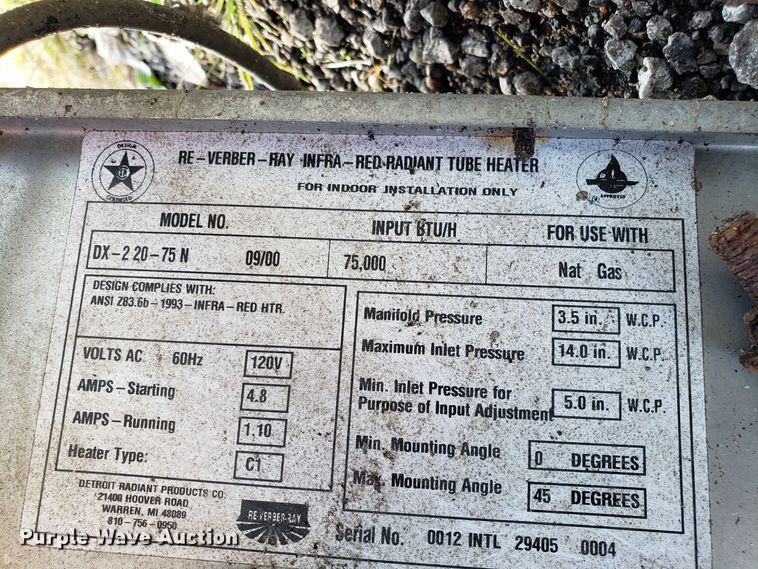 DESIGN
CERTIFIED
RE-VERBER-RAY INFRA-RED RADIANT TUBE HEATER
FOR INDOOR INSTALLATION ONLY
APPROVED
MODEL NO. INPUT BTU/H FOR USE WITH
DX-2 20-75 N 09/00 75,000 Nat Gas
DESIGN COMPLIES WITH:
ANSI Z83.6b-1993-INFRA-RED HTR.
VOLTS AC 60Hz 120V
AMPS-Starting 4.8
AMPS-Running 1.10
Heater Type: C1
Manifold Pressure 3.5 in. W.C.P.
Maximum Inlet Pressure 14.0 in. W.C.P.
Min. Inlet Pressure for
Purpose of Input Adjustment 5.0 in. W.C.P.
Min. Mounting Angle 0 DEGREES
Max. Mounting Angle 45 DEGREES
DETROIT RADIANT PRODUCTS CO.
21400 HOOVER ROAD
WARREN, MI 48089
810-756-0950
RE-VERBER-RAY
Serial No. 0012 INTL 29405 0004
Purple Wave Auction